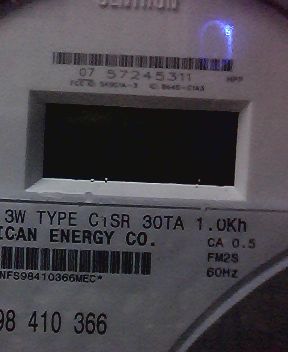 CENTRON
07 57245311
3W TYPE C1SR 30TA 1.0Kh
ICAN ENERGY CO.
CA 0.5
FM2S
60Hz
NFS98410366MEC*
98 410 366